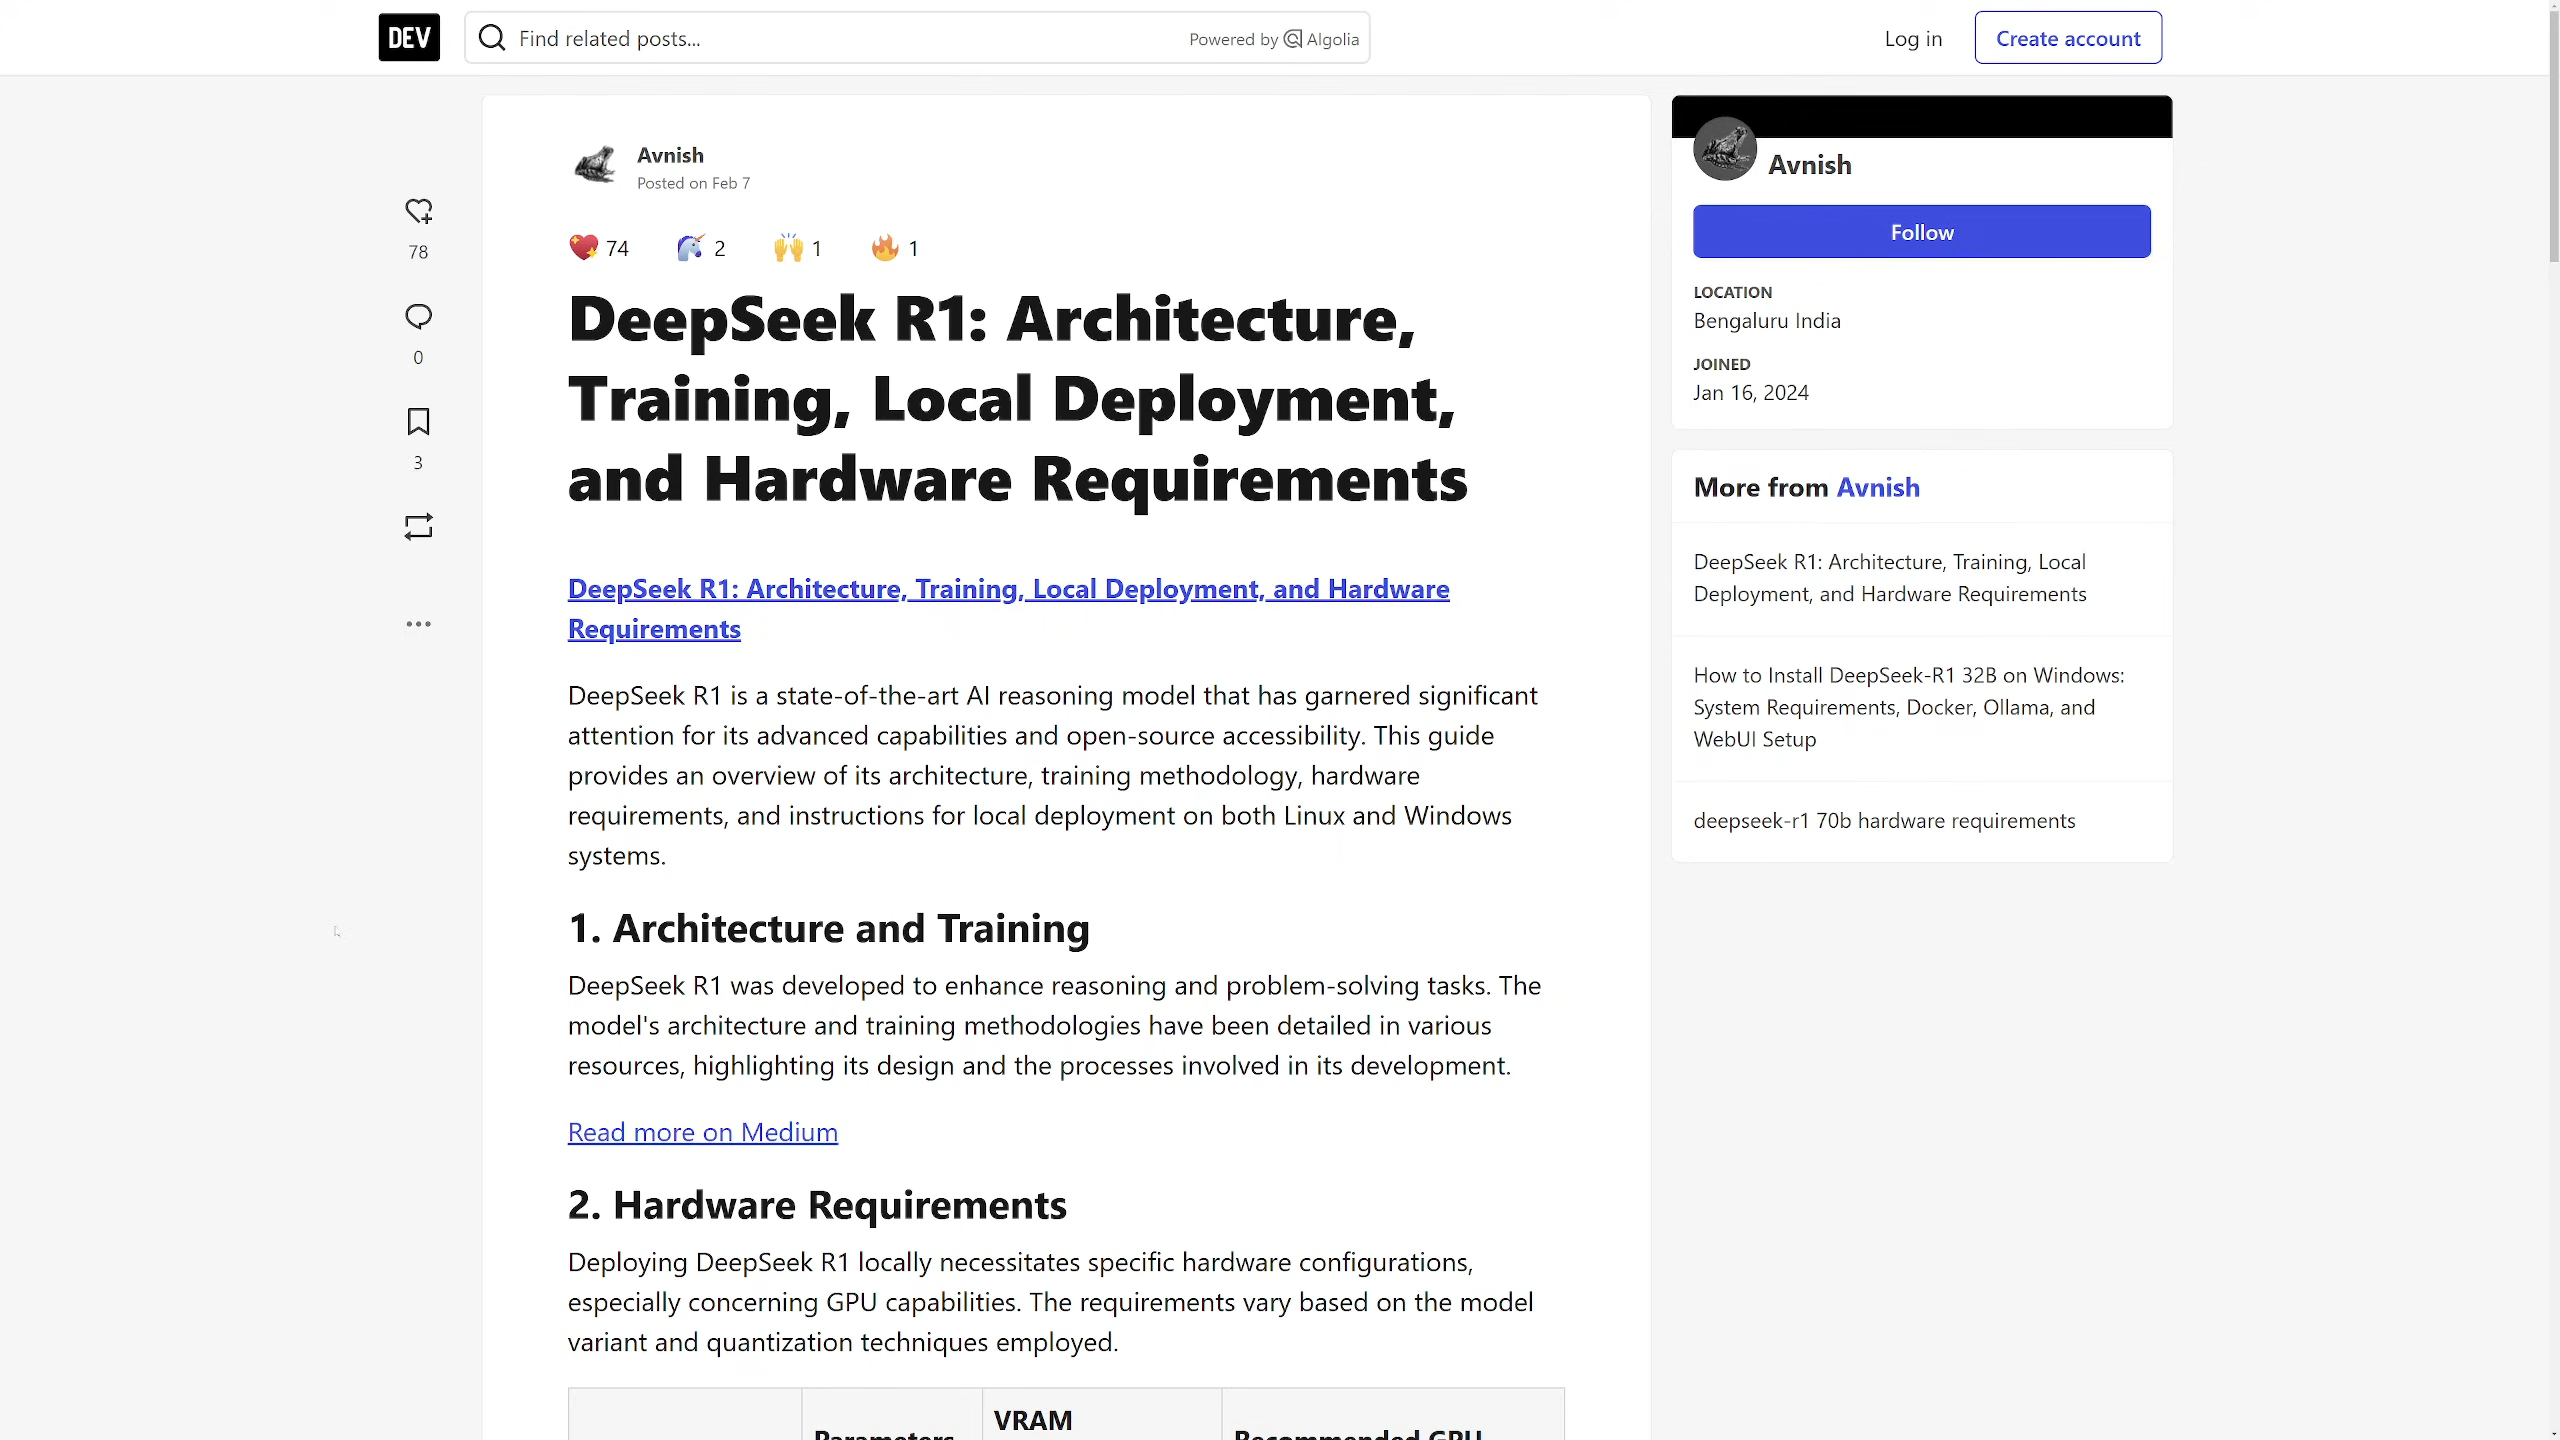 DEV
Find related posts...
Powered by Algolia
Log in
Create account
Avnish
Posted on Feb 7
78
0
3
74
2
1
1
DeepSeek R1: Architecture,
Training, Local Deployment,
and Hardware Requirements
DeepSeek R1: Architecture, Training, Local Deployment, and Hardware
Requirements
DeepSeek R1 is a state-of-the-art AI reasoning model that has garnered significant
attention for its advanced capabilities and open-source accessibility. This guide
provides an overview of its architecture, training methodology, hardware
requirements, and instructions for local deployment on both Linux and Windows
systems.
1. Architecture and Training
DeepSeek R1 was developed to enhance reasoning and problem-solving tasks. The
model's architecture and training methodologies have been detailed in various
resources, highlighting its design and the processes involved in its development.
Read more on Medium
2. Hardware Requirements
Deploying DeepSeek R1 locally necessitates specific hardware configurations,
especially concerning GPU capabilities. The requirements vary based on the model
variant and quantization techniques employed.
VRAM
Parameters
Recommended GPU
Avnish
Follow
LOCATION
Bengaluru India
JOINED
Jan 16, 2024
More from Avnish
DeepSeek R1: Architecture, Training, Local
Deployment, and Hardware Requirements
How to Install DeepSeek-R1 32B on Windows:
System Requirements, Docker, Ollama, and
WebUI Setup
deepseek-r1 70b hardware requirements